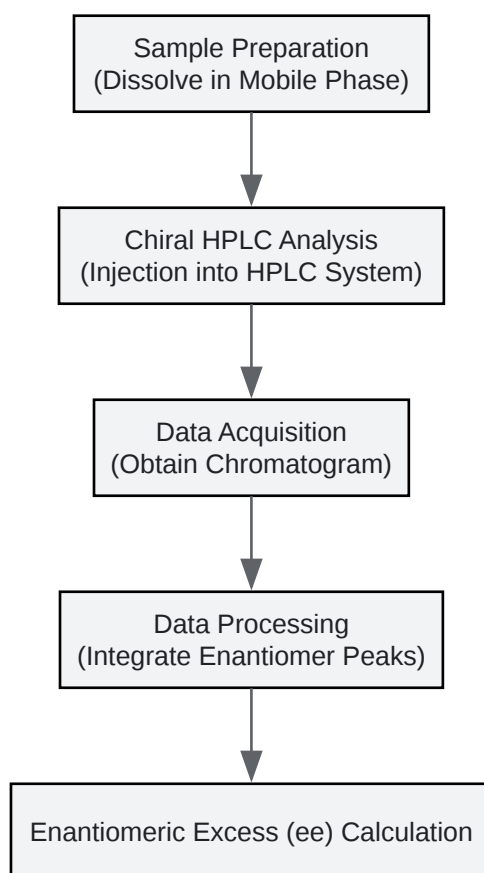 Sample Preparation
(Dissolve in Mobile Phase)
Chiral HPLC Analysis
(Injection into HPLC System)
Data Acquisition
(Obtain Chromatogram)
Data Processing
(Integrate Enantiomer Peaks)
Enantiomeric Excess (ee) Calculation